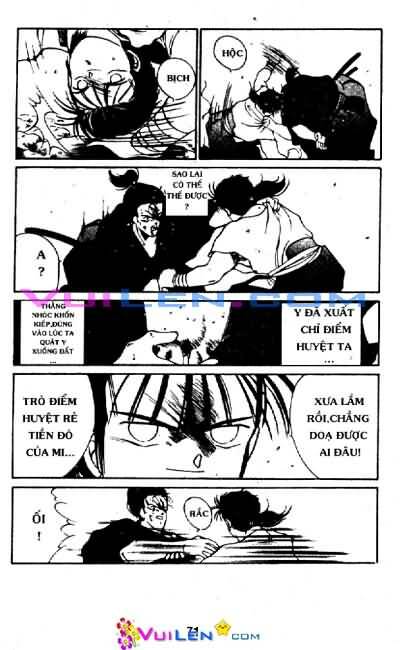 BỊCH
HỘC
SAO LẠI
CÓ THỂ
THẾ ĐƯỢC
?
A
?
VUILEN.COM
THẰNG
NHÓC KHỐN
KIẾP,ĐÚNG
VÀO LÚC TA
QUẬT Y
XUỐNG ĐẤT
...
Y ĐÃ XUẤT
CHỈ ĐIỂM
HUYỆT TA
...
TRÒ ĐIỂM
HUYỆT RẺ
TIỀN ĐÓ
CỦA MI...
XƯA LẮM
RỒI,CHẲNG
DOẠ ĐƯỢC
AI ĐÂU!
ỐI
!
RẮC
71
VUILEN.COM